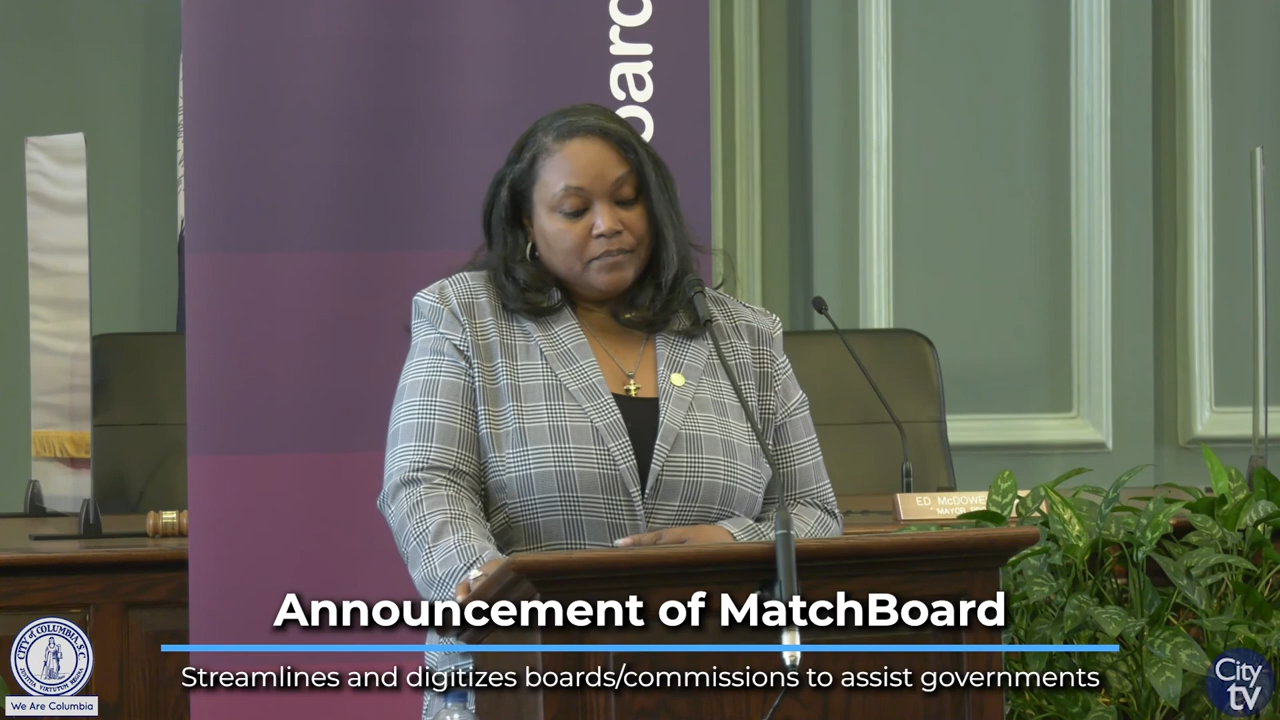 ED McDOWE
MAYOR
Announcement of MatchBoard
Streamlines and digitizes boards/commissions to assist governments
CITY of COLUMBIA, S.C.
We Are Columbia
City
tv